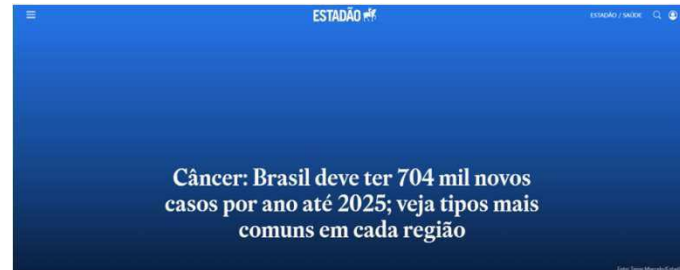 ESTADÃO
ESTADÃO / SAÚDE
Câncer: Brasil deve ter 704 mil novos
casos por ano até 2025; veja tipos mais
comuns em cada região